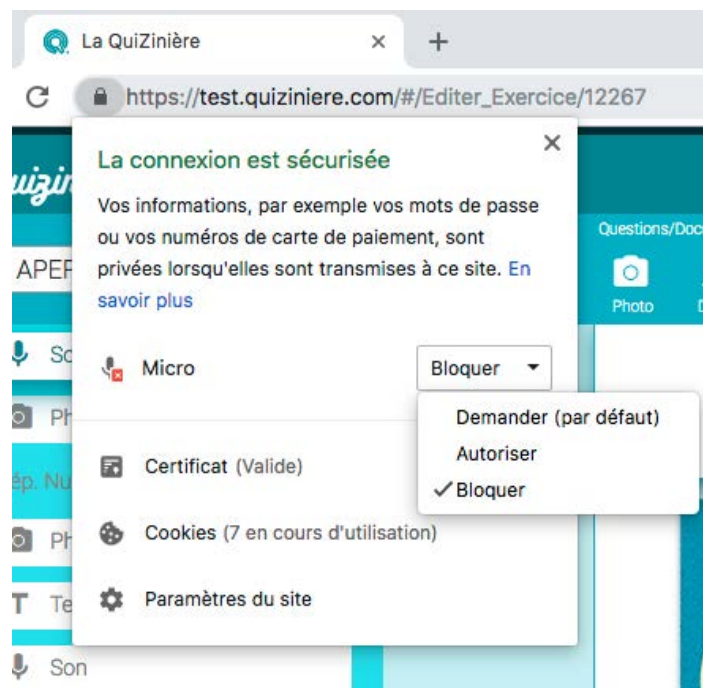 La QuiZinière
https://test.quiziniere.com/#/Editer_Exercice/12267
La connexion est sécurisée
Vos informations, par exemple vos mots de passe
ou vos numéros de carte de paiement, sont
privées lorsqu'elles sont transmises à ce site. En
savoir plus
Micro
Bloquer
Demander (par défaut)
Autoriser
Bloquer
Certificat (Valide)
Cookies (7 en cours d'utilisation)
Paramètres du site
Questions/Doc
Photo
APER
Son